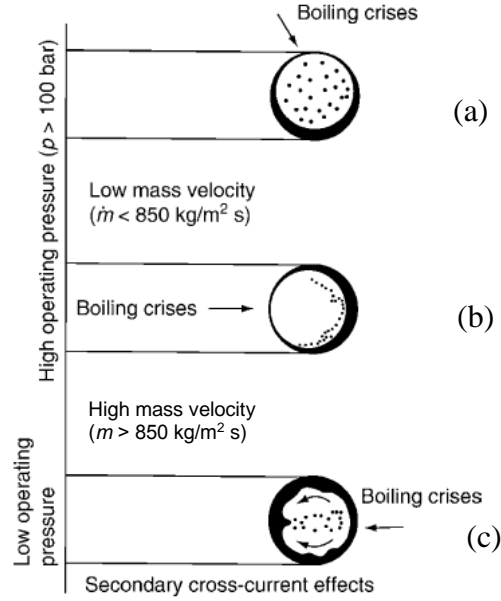 Boiling crises
(a)
High operating pressure (p > 100 bar)
Low mass velocity
(ṁ < 850 kg/m² s)
Boiling crises
(b)
High mass velocity
(m > 850 kg/m² s)
Low operating
pressure
Boiling crises
(c)
Secondary cross-current effects